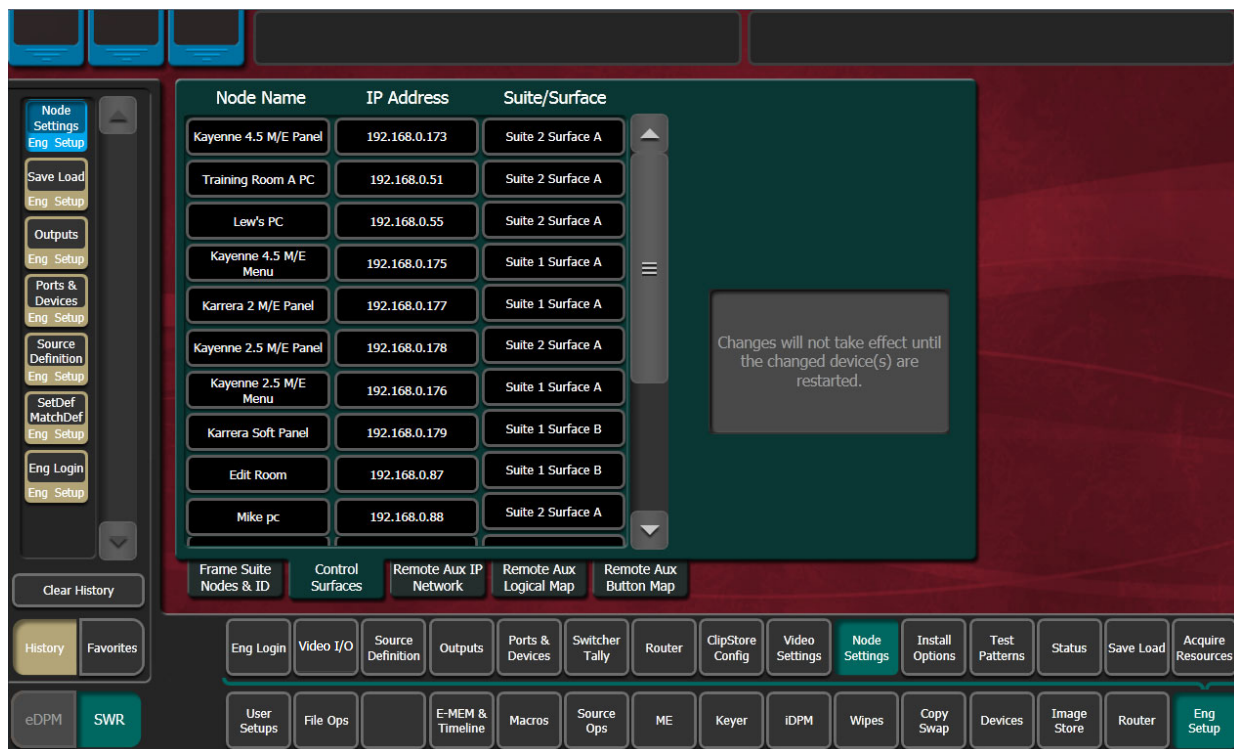 Node Name IP Address Suite/Surface
Kayenne 4.5 M/E Panel 192.168.0.173 Suite 2 Surface A
Training Room A PC 192.168.0.51 Suite 2 Surface A
Lew's PC 192.168.0.55 Suite 2 Surface A
Kayenne 4.5 M/E
Menu 192.168.0.175 Suite 1 Surface A
Karrera 2 M/E Panel 192.168.0.177 Suite 1 Surface A
Kayenne 2.5 M/E Panel 192.168.0.178 Suite 2 Surface A
Kayenne 2.5 M/E
Menu 192.168.0.176 Suite 1 Surface A
Karrera Soft Panel 192.168.0.179 Suite 1 Surface B
Edit Room 192.168.0.87 Suite 1 Surface B
Mike pc 192.168.0.88 Suite 2 Surface A
Changes will not take effect until
the changed device(s) are
restarted.
Node
Settings
Eng Setup
Save Load
Eng Setup
Outputs
Eng Setup
Ports &
Devices
Eng Setup
Source
Definition
Eng Setup
SetDef
MatchDef
Eng Setup
Eng Login
Eng Setup
Clear History
History Favorites
eDPM SWR
Frame Suite
Nodes & ID
Control
Surfaces
Remote Aux IP
Network
Remote Aux
Logical Map
Remote Aux
Button Map
Eng Login
Video I/O
Source
Definition
Outputs
Ports &
Devices
Switcher
Tally
Router
ClipStore
Config
Video
Settings
Node
Settings
Install
Options
Test
Patterns
Status
Save Load
Acquire
Resources
User
Setups
File Ops
E-MEM &
Timeline
Macros
Source
Ops
ME
Keyer
iDPM
Wipes
Copy
Swap
Devices
Image
Store
Router
Eng
Setup